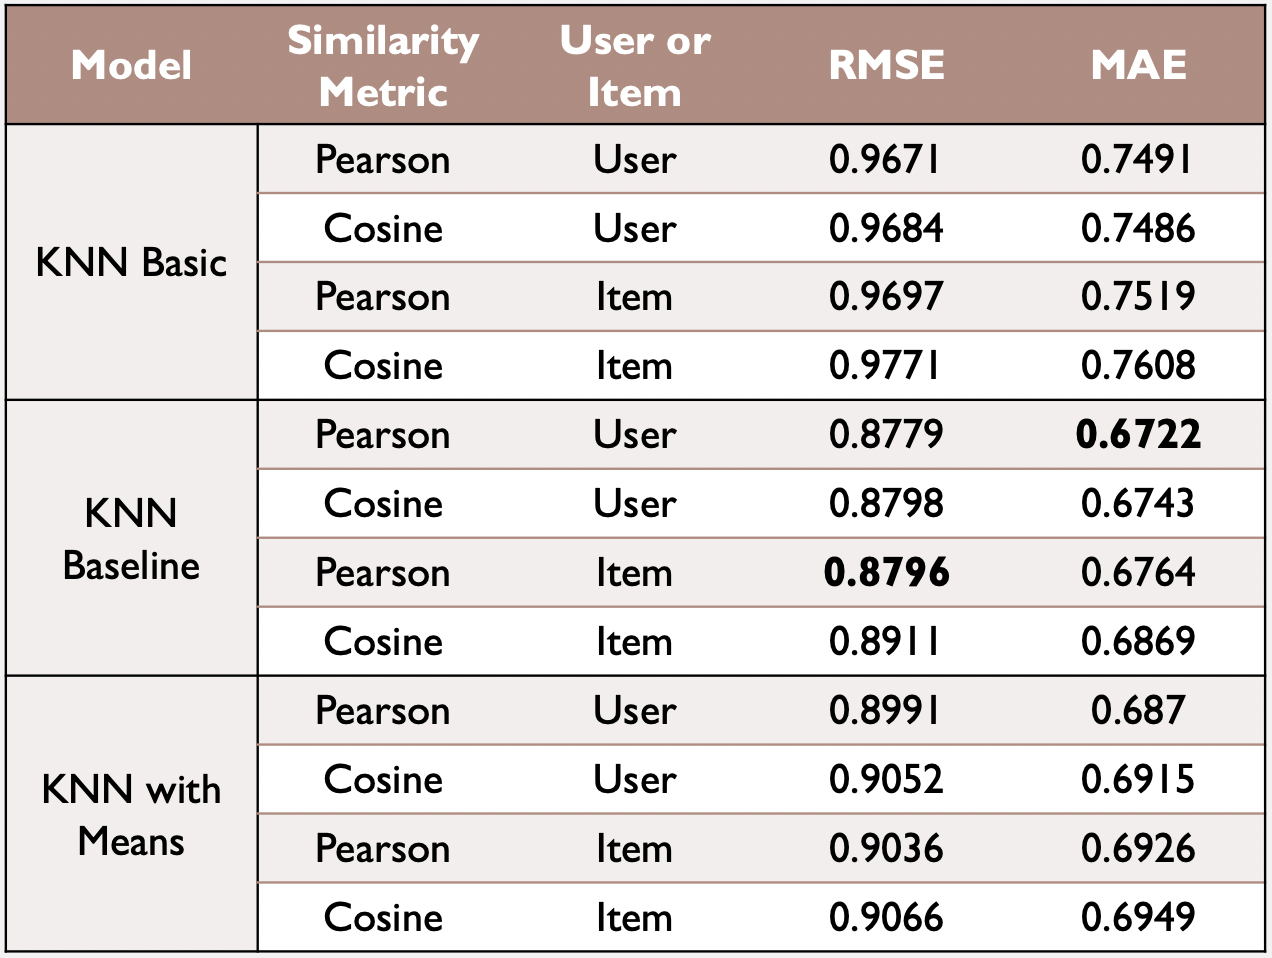 Model Similarity Metric User or Item RMSE MAE
KNN Basic Pearson User 0.9671 0.7491
Cosine User 0.9684 0.7486
Pearson Item 0.9697 0.7519
Cosine Item 0.9771 0.7608
KNN Baseline Pearson User 0.8779 0.6722
Cosine User 0.8798 0.6743
Pearson Item 0.8796 0.6764
Cosine Item 0.8911 0.6869
KNN with Means Pearson User 0.8991 0.687
Cosine User 0.9052 0.6915
Pearson Item 0.9036 0.6926
Cosine Item 0.9066 0.6949